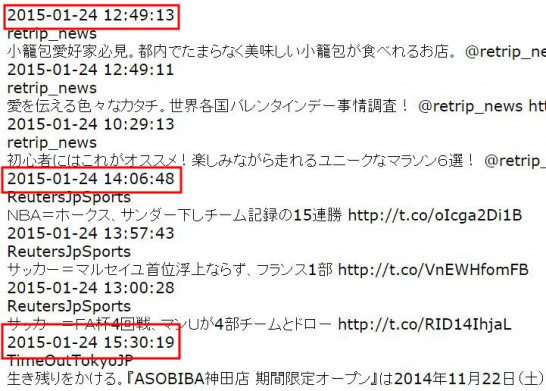 2015-01-24 12:49:13
retrip_news
小籠包愛好家必見。都内でたまらなく美味しい小籠包が食べれるお店。 @retrip_news
2015-01-24 12:49:11
retrip_news
愛を伝える色々なカタチ。世界各国バレンタインデー事情調査！ @retrip_news ht
2015-01-24 10:29:13
retrip_news
初心者にはこれがオススメ！楽しみながら走れるユニークなマラソン6選！ @retrip_
2015-01-24 14:06:48
ReutersJpSports
NBA＝ホークス、サンダー下しチーム記録の15連勝 http://t.co/oIcga2Di1B
2015-01-24 13:57:43
ReutersJpSports
サッカー＝マルセイユ首位浮上ならず、フランス1部 http://t.co/VnEWHfomFB
2015-01-24 13:00:28
ReutersJpSports
サッカー＝FA杯4回戦、マンUが4部チームとドロー http://t.co/RID14IhjaL
2015-01-24 15:30:19
TimeOutTokyoJP
生き残りをかける。『ASOBIBA神田店 期間限定オープン』は2014年11月22日（土）